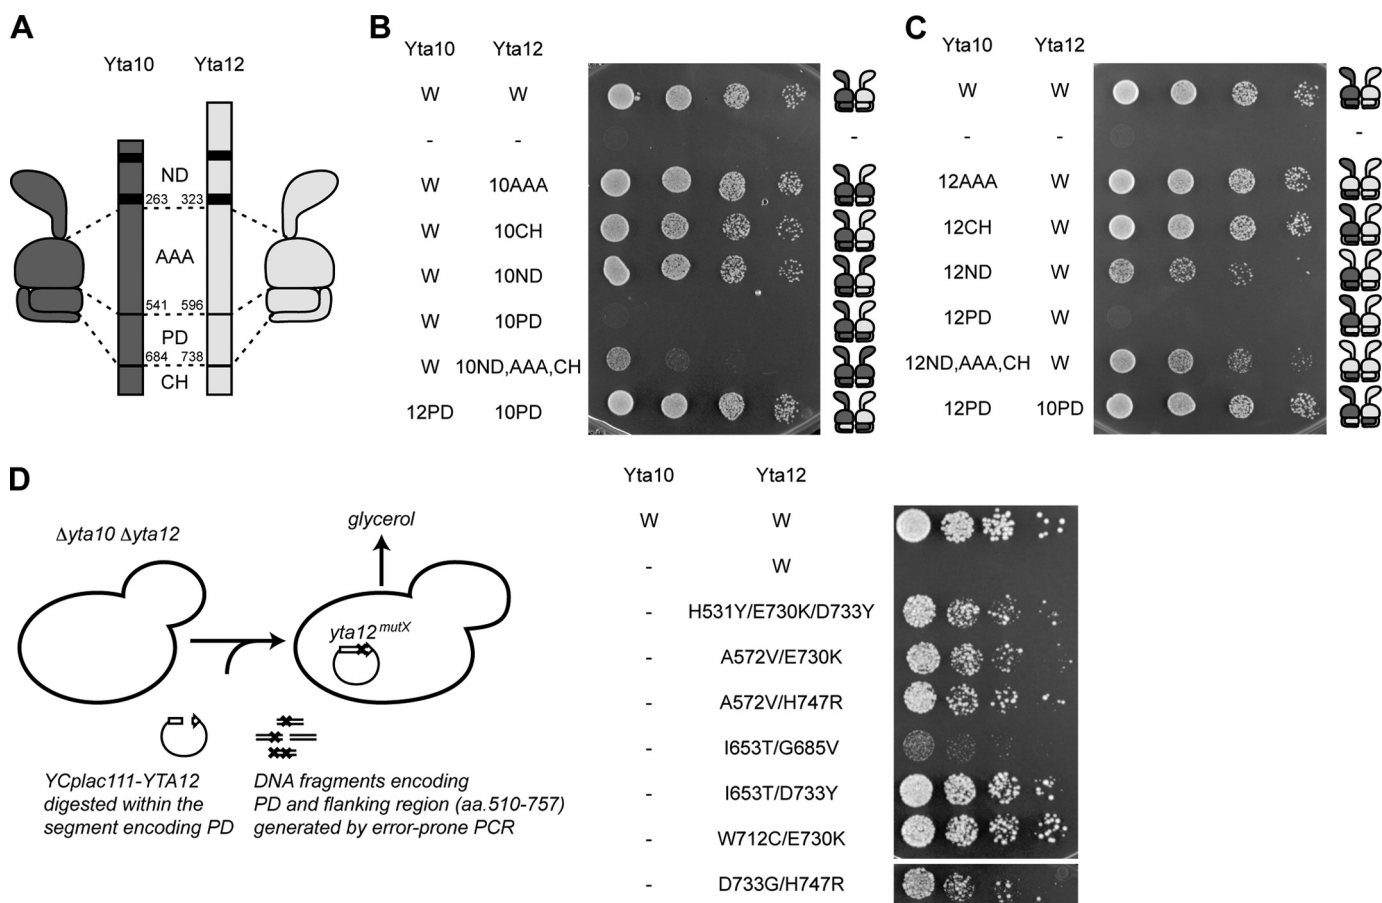 A
Yta10 Yta12
ND
263 323
AAA
541 596
PD
684 738
CH
B
Yta10 Yta12
W W
- -
W 10AAA
W 10CH
W 10ND
W 10PD
W 10ND,AAA,CH
12PD 10PD
-
C
Yta10 Yta12
W W
- -
12AAA W
12CH W
12ND W
12PD W
12ND,AAA,CH W
12PD 10PD
-
D
Δyta10 Δyta12
glycerol
yta12 mutX
YCplac111-YTA12
digested within the
segment encoding PD
DNA fragments encoding
PD and flanking region (aa.510-757)
generated by error-prone PCR
Yta10 Yta12
W W
- W
- H531Y/E730K/D733Y
- A572V/E730K
- A572V/H747R
- I653T/G685V
- I653T/D733Y
- W712C/E730K
- D733G/H747R